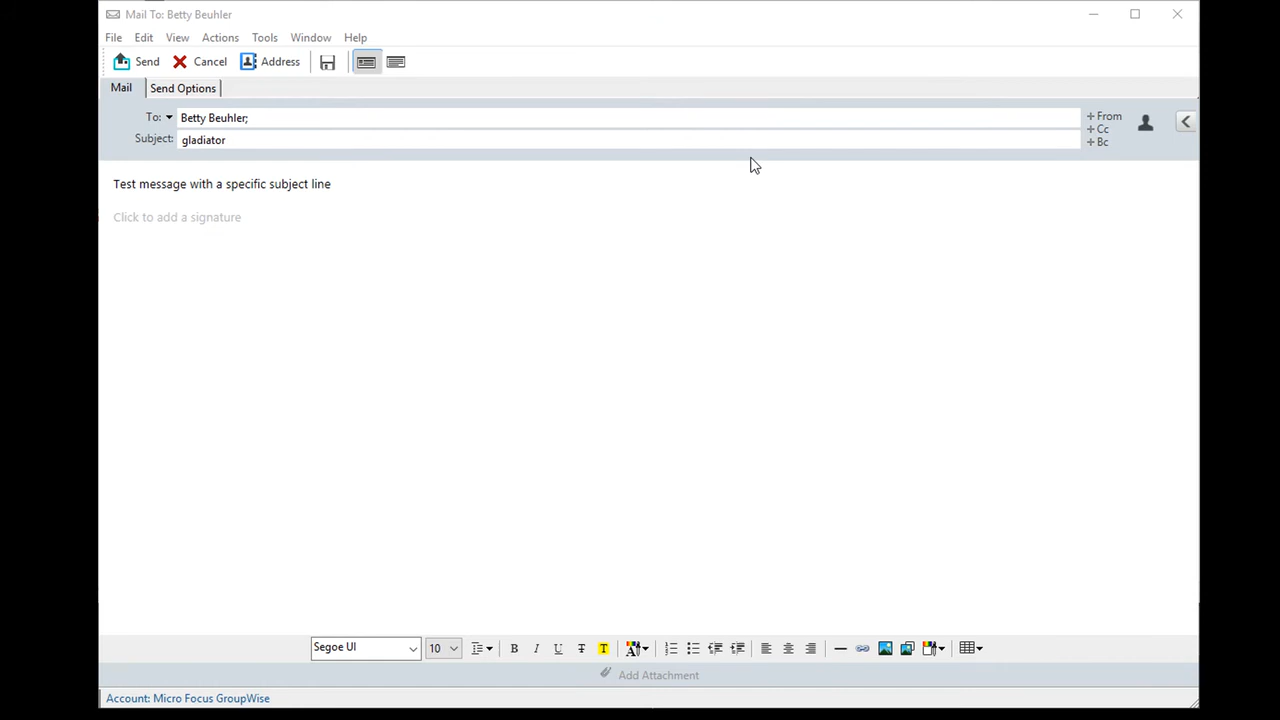 Mail To: Betty Beuhler
File Edit View Actions Tools Window Help
Send Cancel Address
Mail Send Options
To: Betty Beuhler; + From
+ Cc
Subject: gladiator + Bc
Test message with a specific subject line
Click to add a signature
Segoe UI 10 B I U T T A
Add Attachment
Account: Micro Focus GroupWise